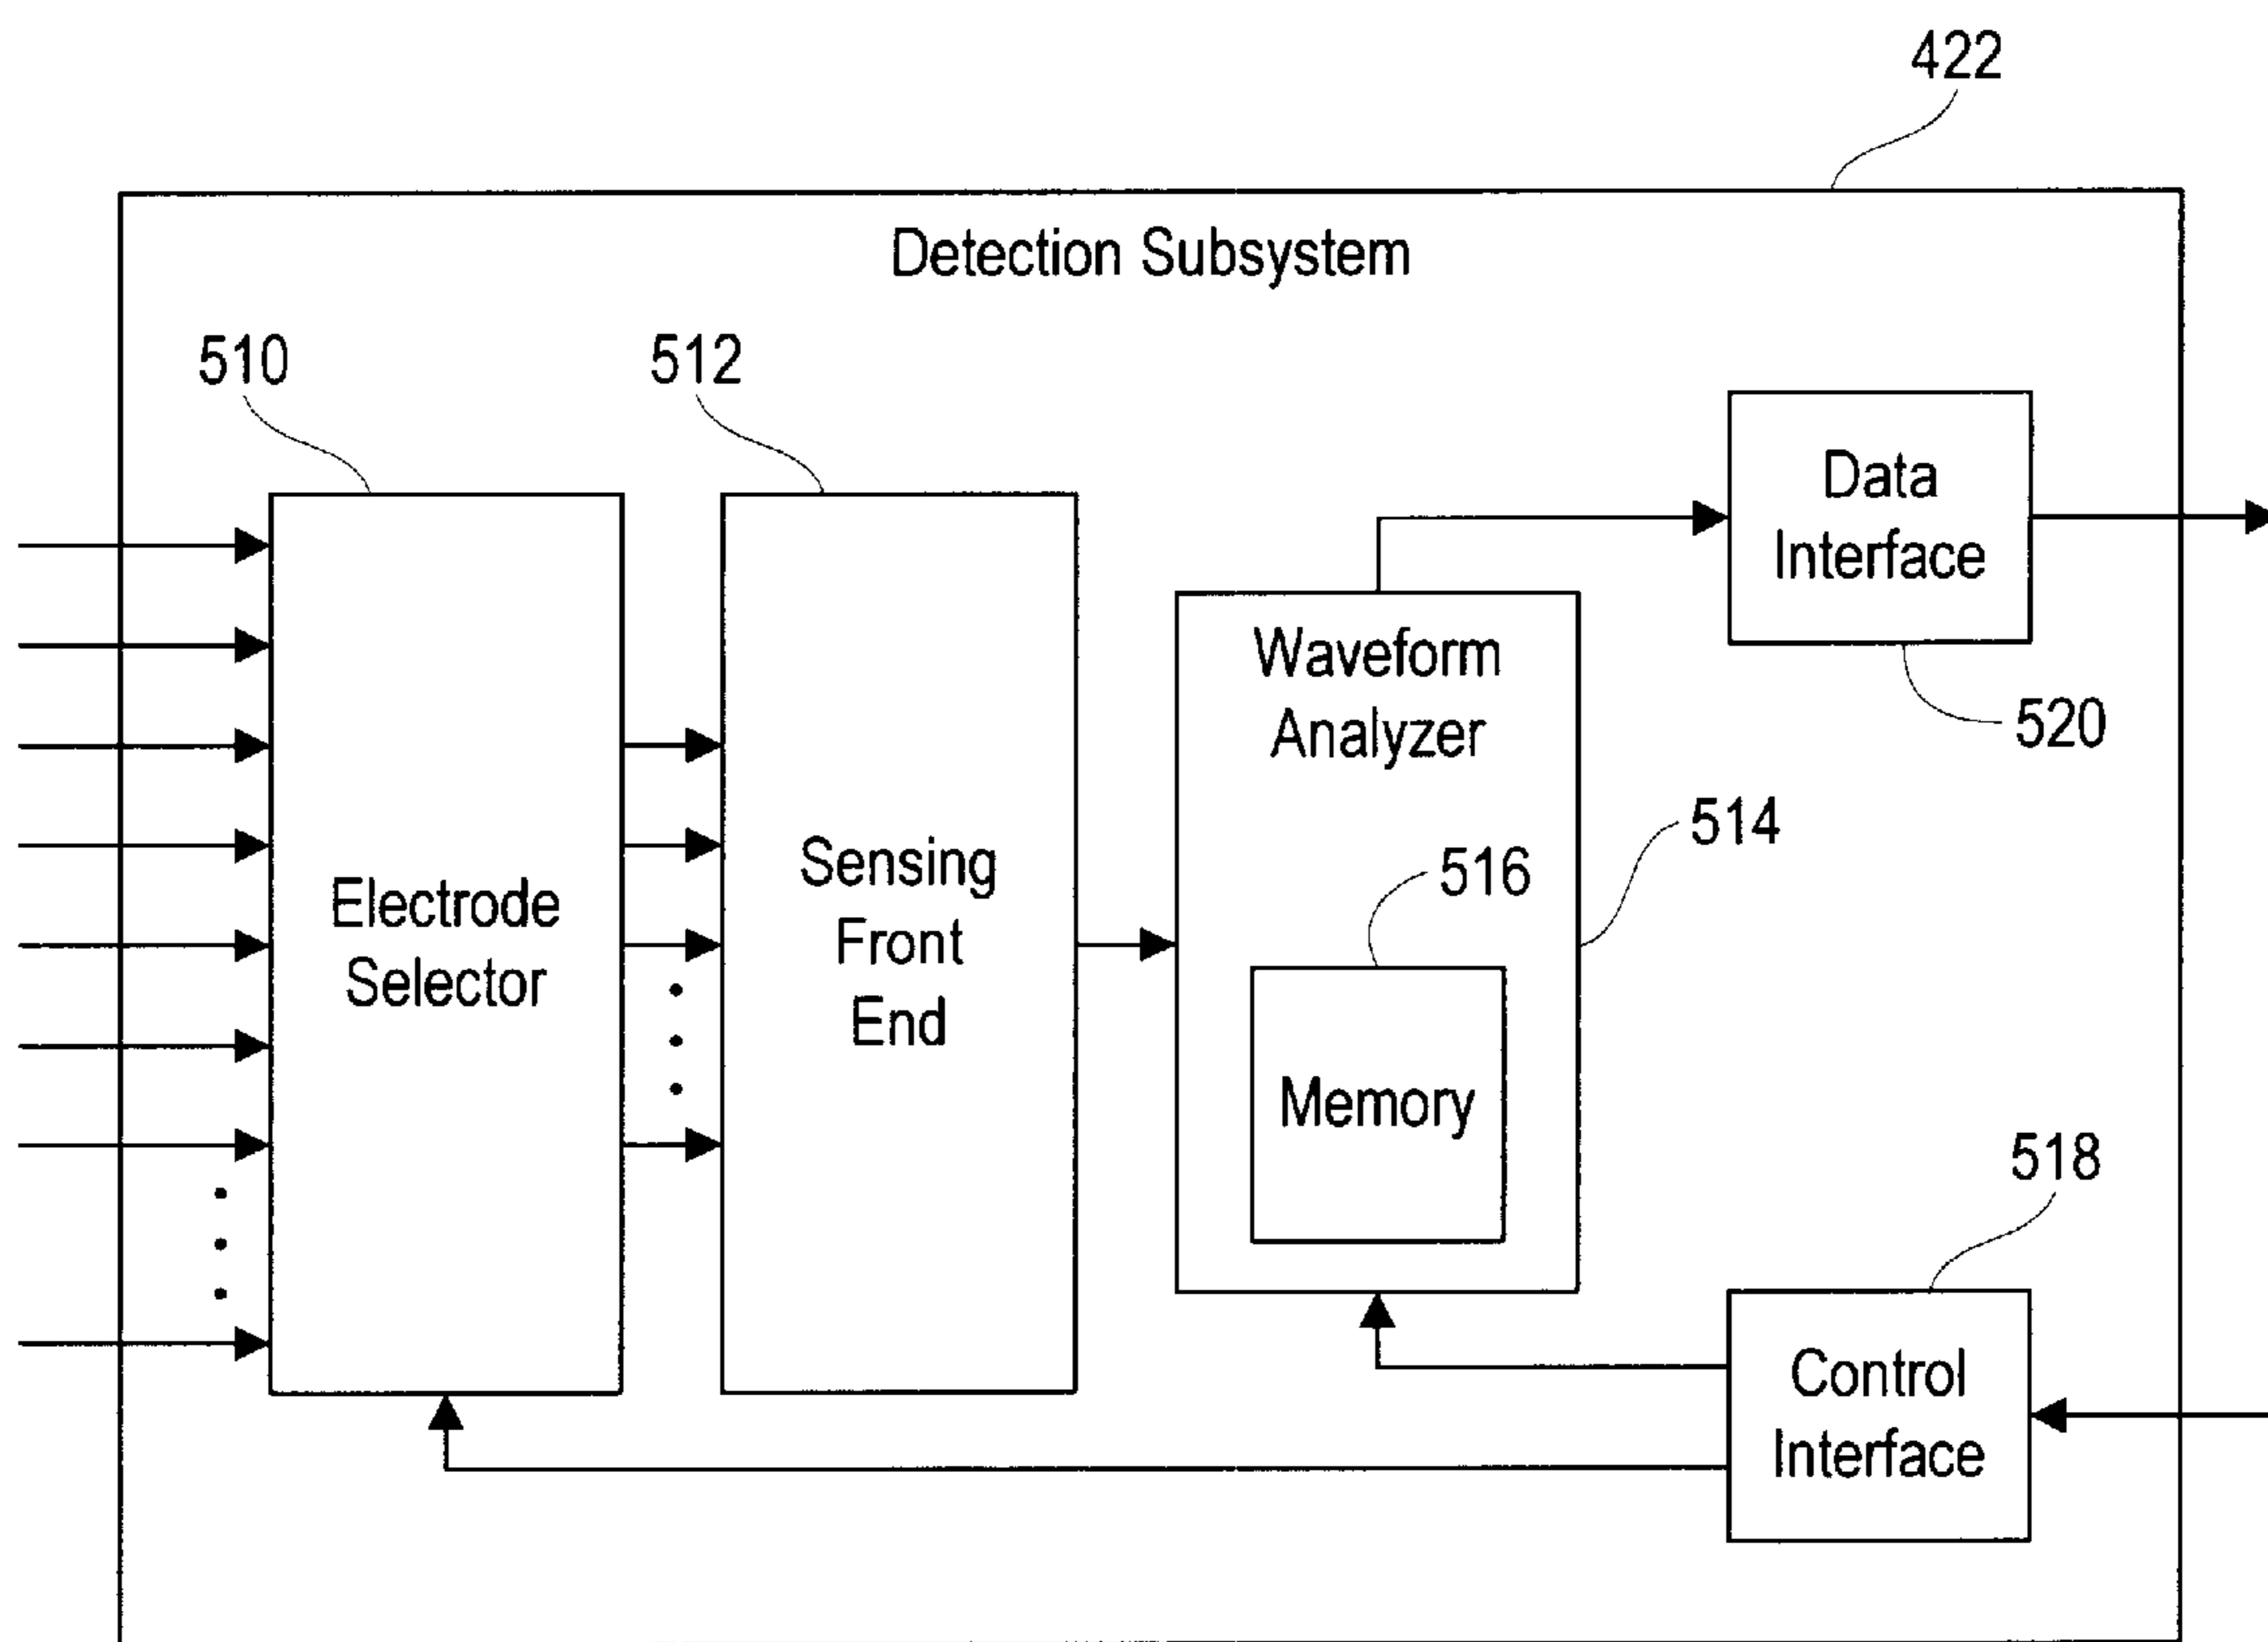 422
Detection Subsystem
510
512
Data
Interface
520
Waveform
Analyzer
514
516
Sensing
Front
End
Electrode
Selector
Memory
518
Control
Interface